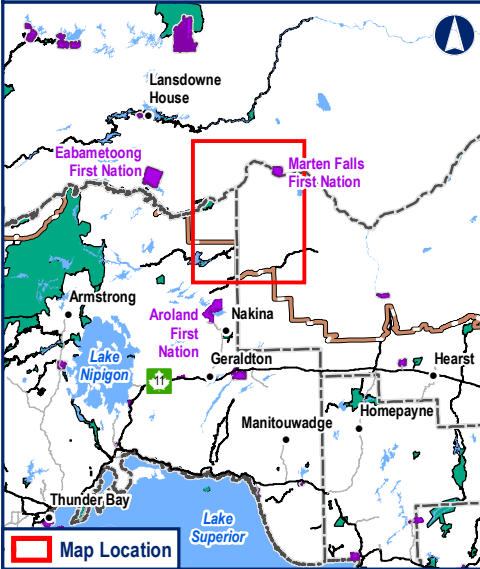 Lansdowne
House
Eabametoong
First Nation
Marten Falls
First Nation
Armstrong
Aroland
First
Nation
Nakina
Lake
Nipigon
Geraldton
Hearst
11
Homepayne
Manitouwadge
Thunder Bay
Lake
Superior
Map Location